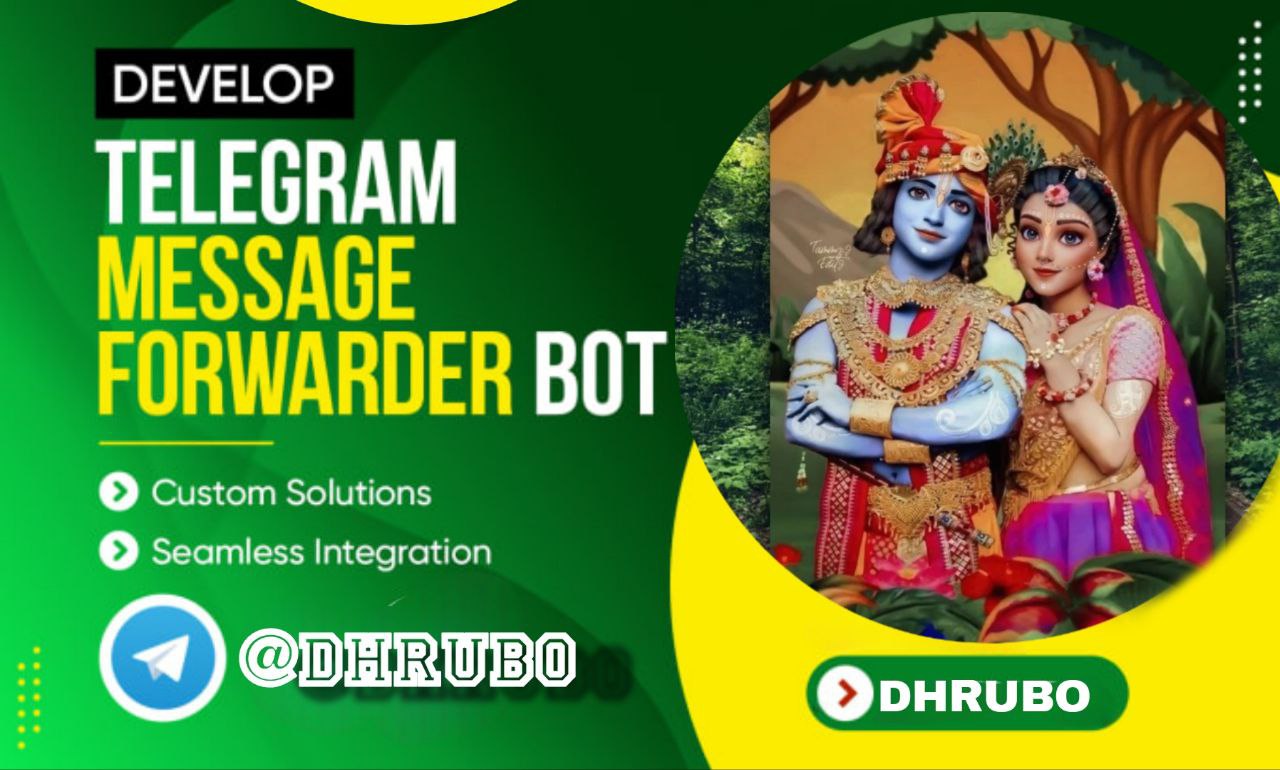 DEVELOP
TELEGRAM
MESSAGE
FORWARDER BOT
Custom Solutions
Seamless Integration
@DHRUBO
DHRUBO